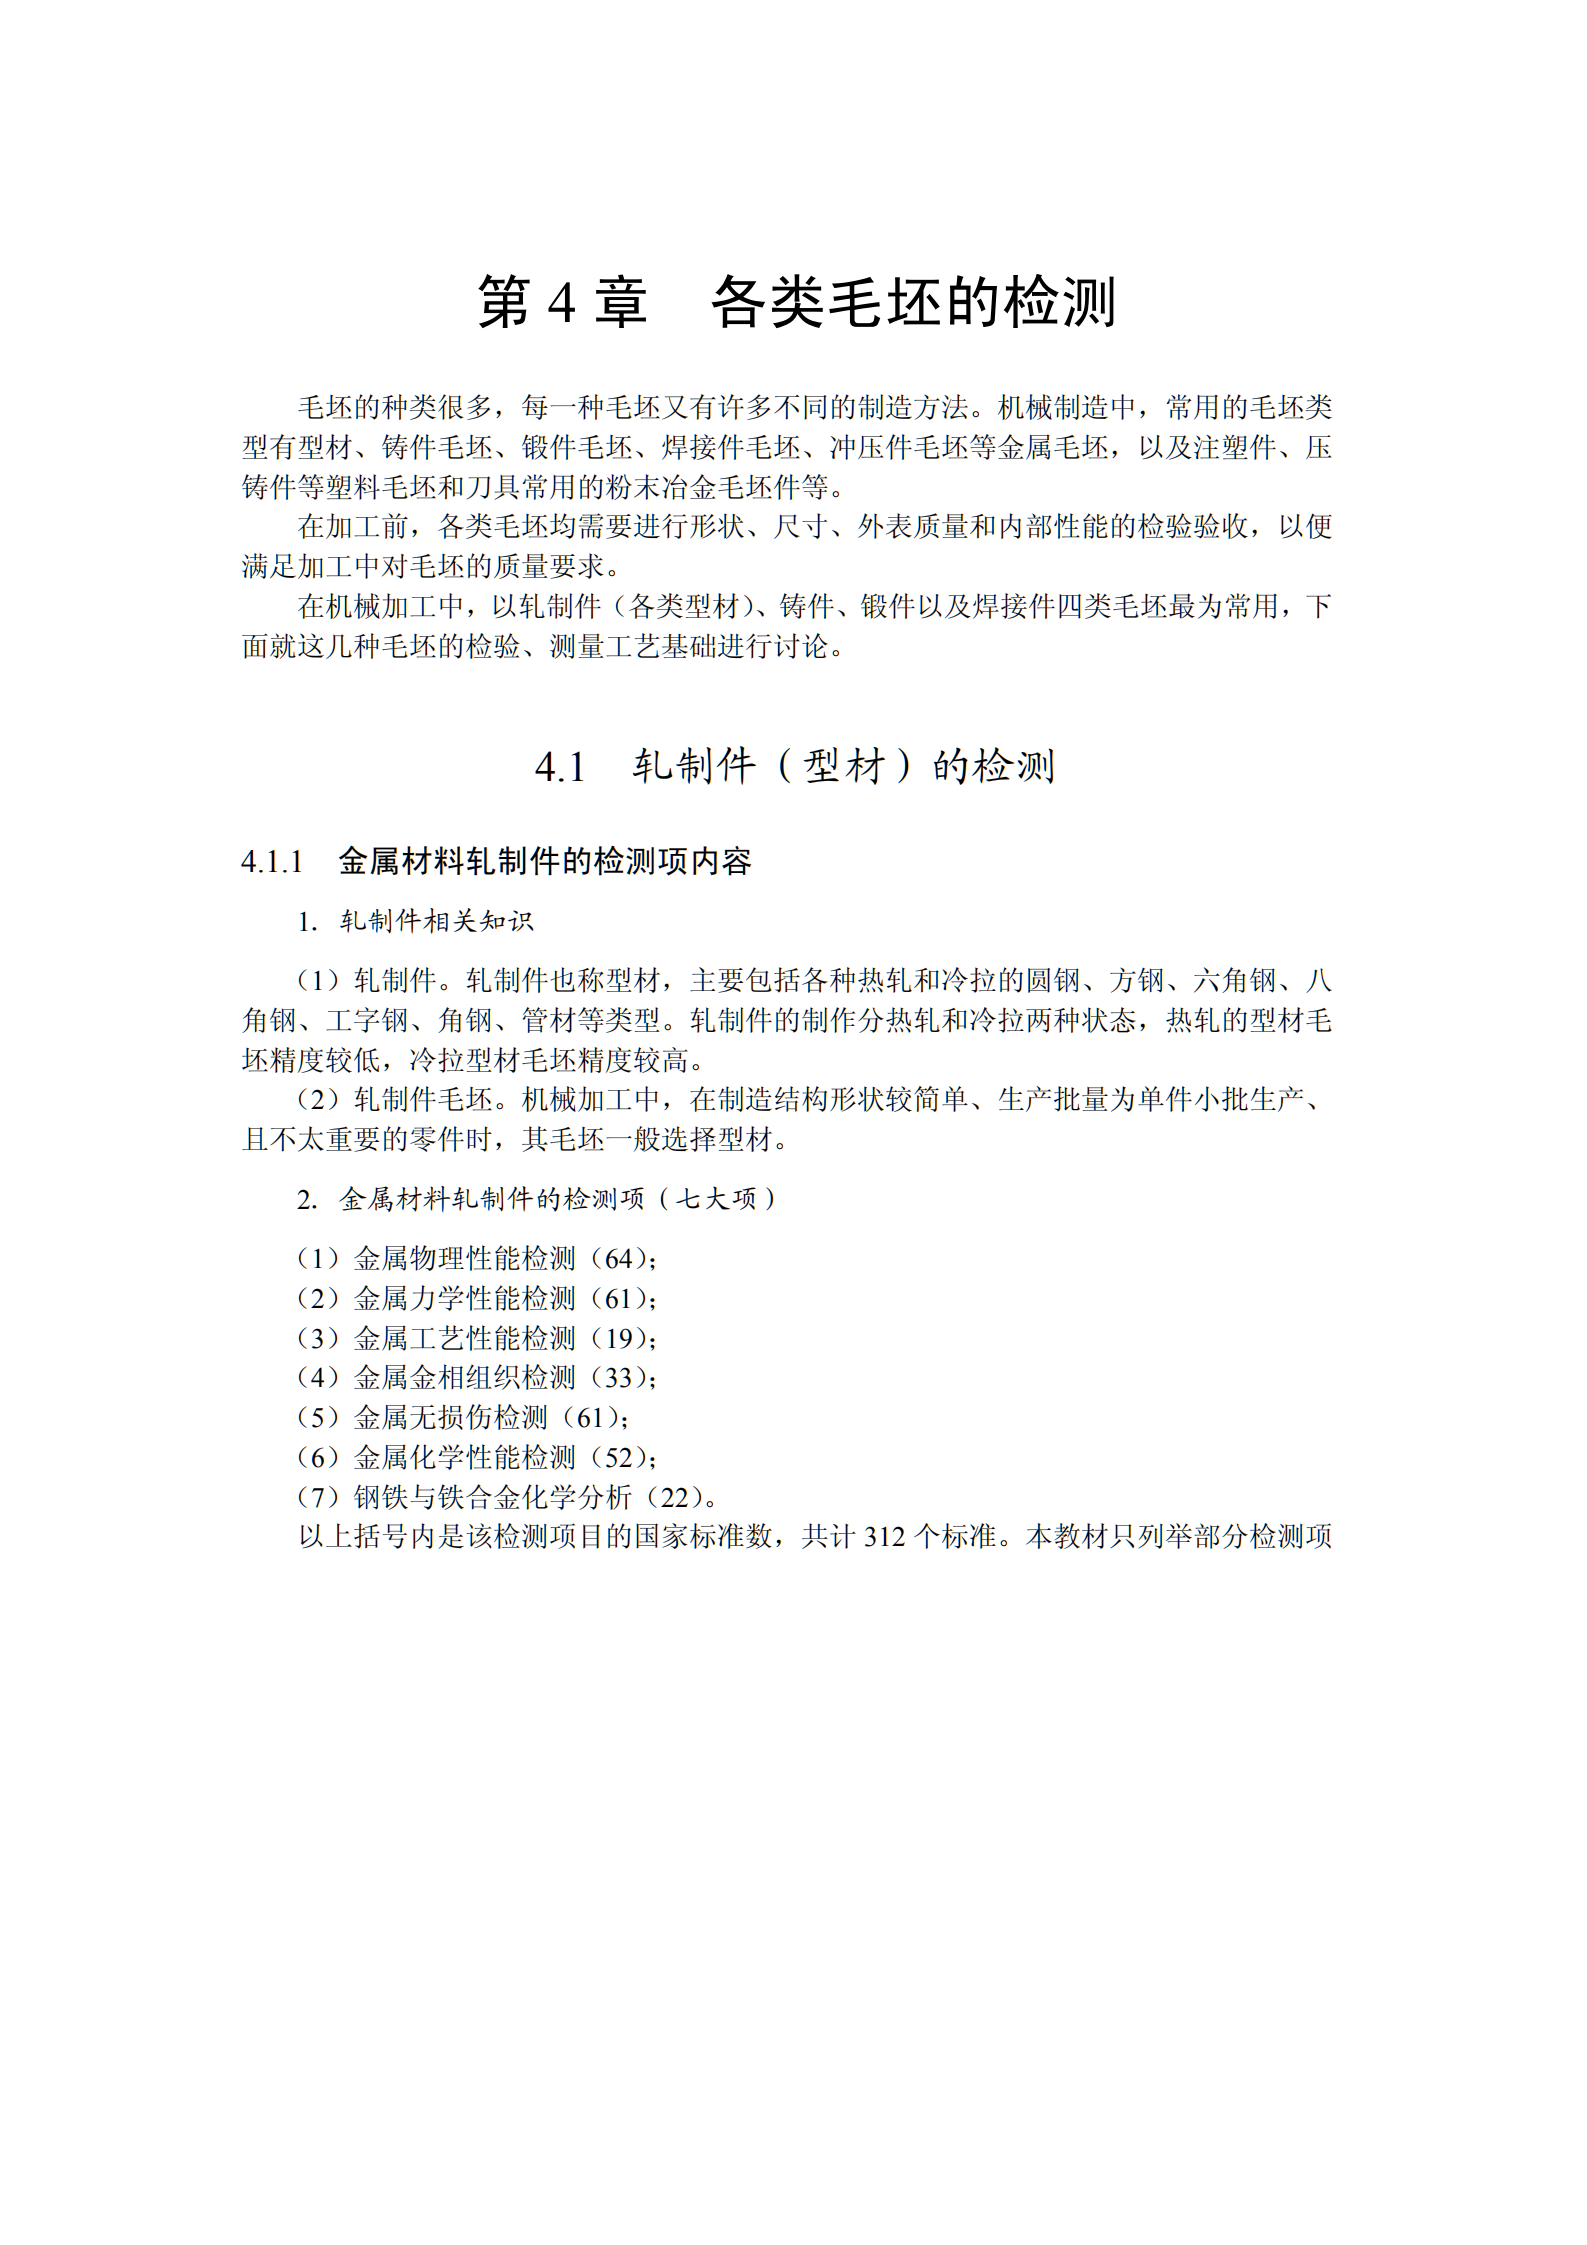 第 4 章　各类毛坯的检测
毛坯的种类很多，每一种毛坯又有许多不同的制造方法。机械制造中，常用的毛坯类
型有型材、铸件毛坯、锻件毛坯、焊接件毛坯、冲压件毛坯等金属毛坯，以及注塑件、压
铸件等塑料毛坯和刀具常用的粉末冶金毛坯件等。
在加工前，各类毛坯均需要进行形状、尺寸、外表质量和内部性能的检验验收，以便
满足加工中对毛坯的质量要求。
在机械加工中，以轧制件（各类型材）、铸件、锻件以及焊接件四类毛坯最为常用，下
面就这几种毛坯的检验、测量工艺基础进行讨论。
4.1　轧制件（型材）的检测
4.1.1　金属材料轧制件的检测项内容
1．轧制件相关知识
（1）轧制件。轧制件也称型材，主要包括各种热轧和冷拉的圆钢、方钢、六角钢、八
角钢、工字钢、角钢、管材等类型。轧制件的制作分热轧和冷拉两种状态，热轧的型材毛
坯精度较低，冷拉型材毛坯精度较高。
（2）轧制件毛坯。机械加工中，在制造结构形状较简单、生产批量为单件小批生产、
且不太重要的零件时，其毛坯一般选择型材。
2．金属材料轧制件的检测项（七大项）
（1）金属物理性能检测（64）；
（2）金属力学性能检测（61）；
（3）金属工艺性能检测（19）；
（4）金属金相组织检测（33）；
（5）金属无损伤检测（61）；
（6）金属化学性能检测（52）；
（7）钢铁与铁合金化学分析（22）。
以上括号内是该检测项目的国家标准数，共计 312 个标准。本教材只列举部分检测项